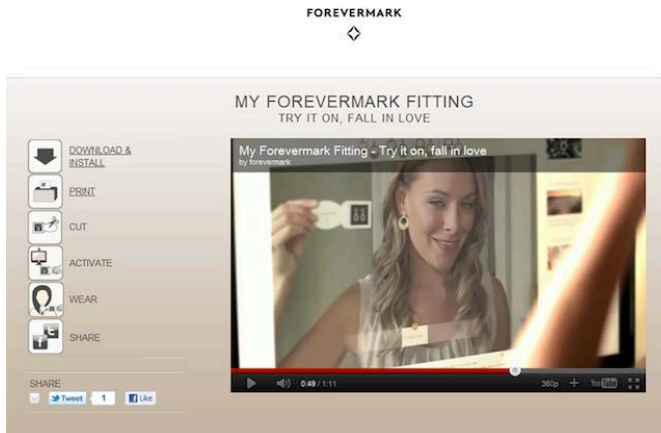 FOREVERMARK
MY FOREVERMARK FITTING
TRY IT ON, FALL IN LOVE
DOWNLOAD &
INSTALL
PRINT
CUT
ACTIVATE
WEAR
SHARE
SHARE
Tweet 1 Like
My Forevermark Fitting - Try it on, fall in love
by forevermark
0:49 / 1:11 360p YouTube